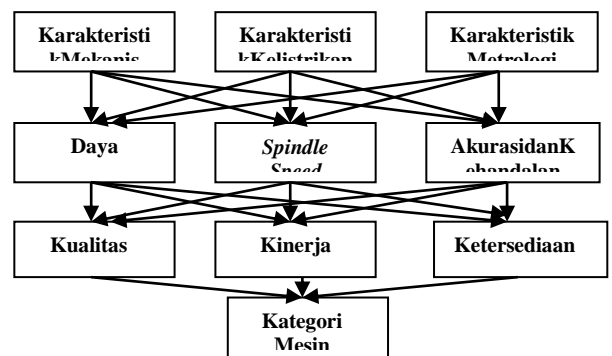 Karakteristi
kMekanis
Karakteristi
kKelistrikan
Karakteristik
Metrologi
Daya
Spindle
Speed
AkurasidanK
ehandalan
Kualitas
Kinerja
Ketersediaan
Kategori
Mesin